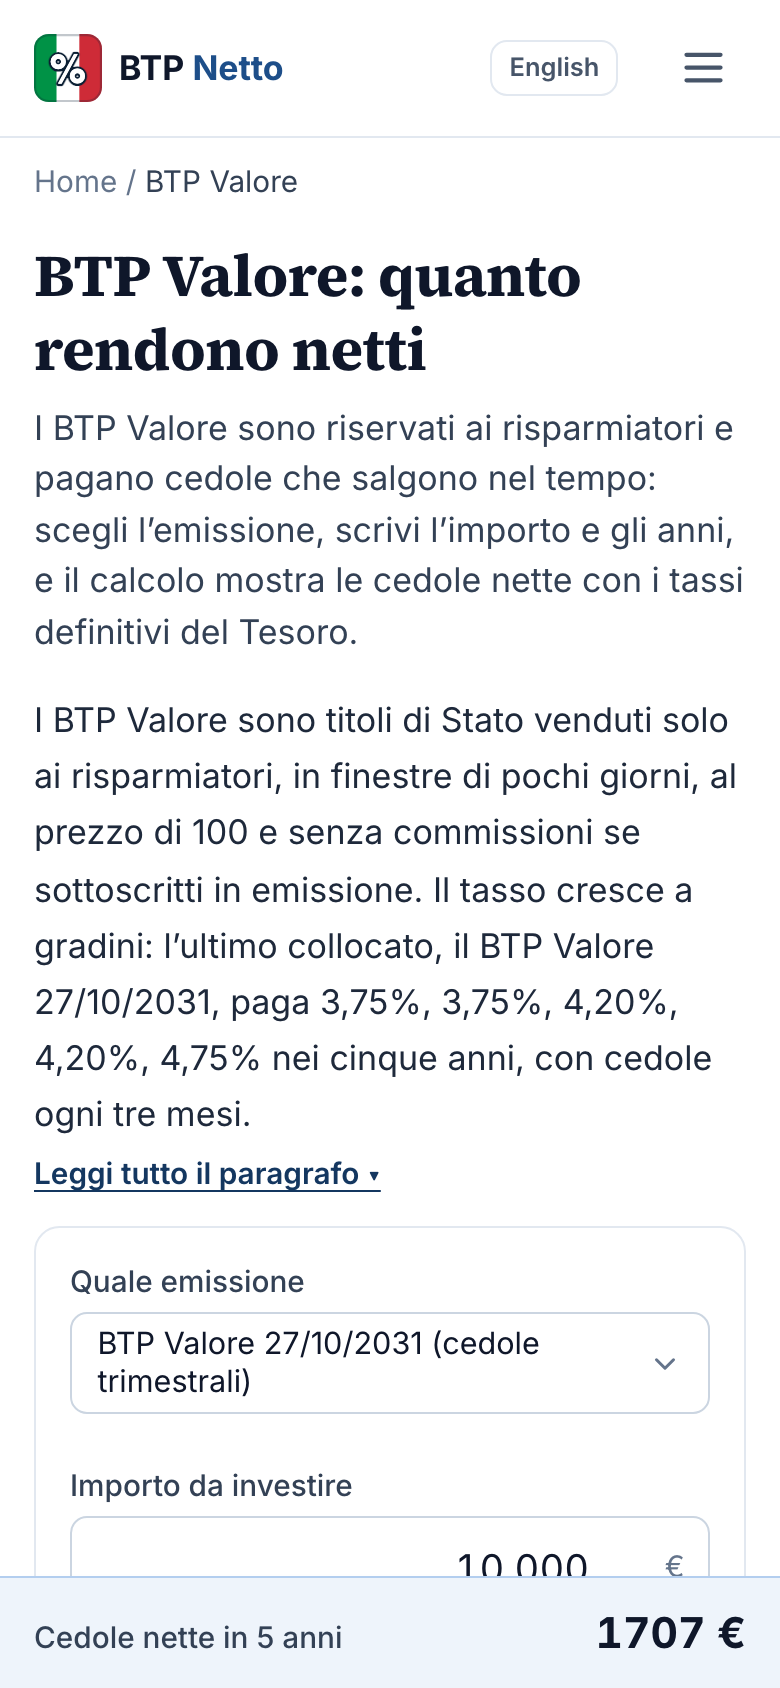 %
BTP Netto
English
Home / BTP Valore
BTP Valore: quanto
rendono netti
I BTP Valore sono riservati ai risparmiatori e
pagano cedole che salgono nel tempo:
scegli l’emissione, scrivi l’importo e gli anni,
e il calcolo mostra le cedole nette con i tassi
definitivi del Tesoro.
I BTP Valore sono titoli di Stato venduti solo
ai risparmiatori, in finestre di pochi giorni, al
prezzo di 100 e senza commissioni se
sottoscritti in emissione. Il tasso cresce a
gradini: l’ultimo collocato, il BTP Valore
27/10/2031, paga 3,75%, 3,75%, 4,20%,
4,20%, 4,75% nei cinque anni, con cedole
ogni tre mesi.
Leggi tutto il paragrafo ▾
Quale emissione
BTP Valore 27/10/2031 (cedole
trimestrali)
Importo da investire
10.000 €
Cedole nette in 5 anni 1707 €